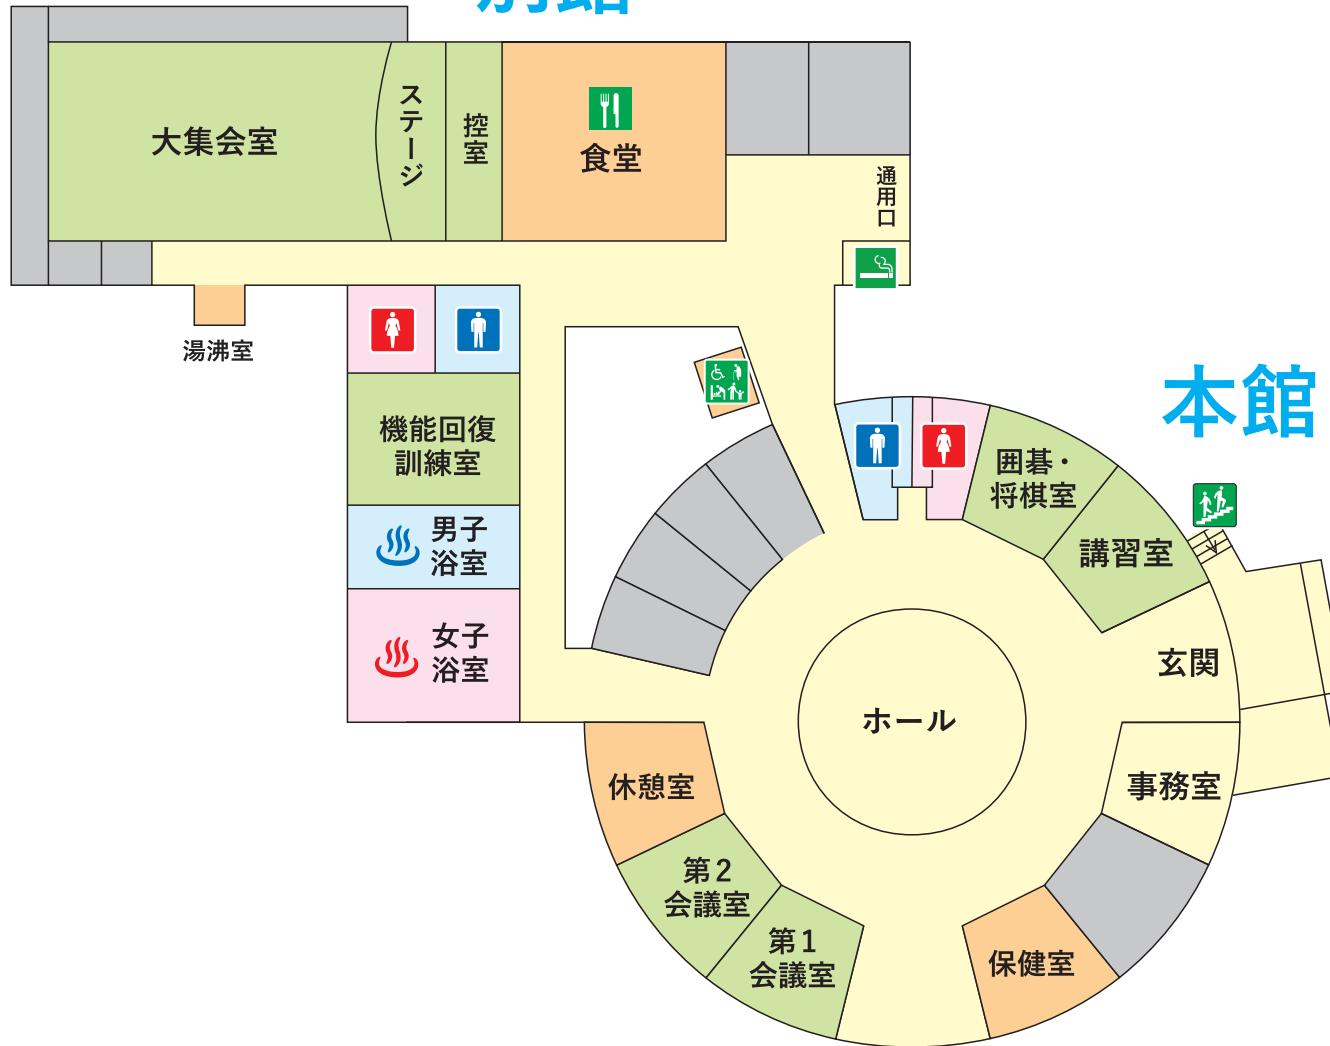 別館
大集会室
ステージ
控室
食堂
通用口
湯沸室
機能回復
訓練室
男子
浴室
女子
浴室
本館
囲碁・
将棋室
講習室
玄関
ホール
事務室
休憩室
第2
会議室
第1
会議室
保健室